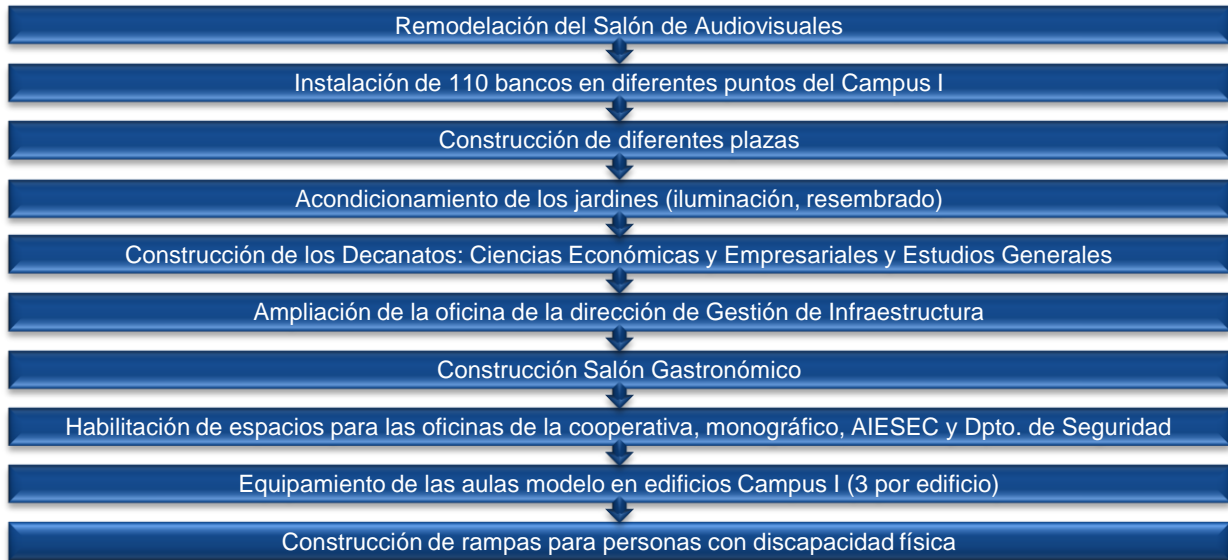 Remodelación del Salón de Audiovisuales
Instalación de 110 bancos en diferentes puntos del Campus I
Construcción de diferentes plazas
Acondicionamiento de los jardines (iluminación, resembrado)
Construcción de los Decanatos: Ciencias Económicas y Empresariales y Estudios Generales
Ampliación de la oficina de la dirección de Gestión de Infraestructura
Construcción Salón Gastronómico
Habilitación de espacios para las oficinas de la cooperativa, monográfico, AIESEC y Dpto. de Seguridad
Equipamiento de las aulas modelo en edificios Campus I (3 por edificio)
Construcción de rampas para personas con discapacidad física